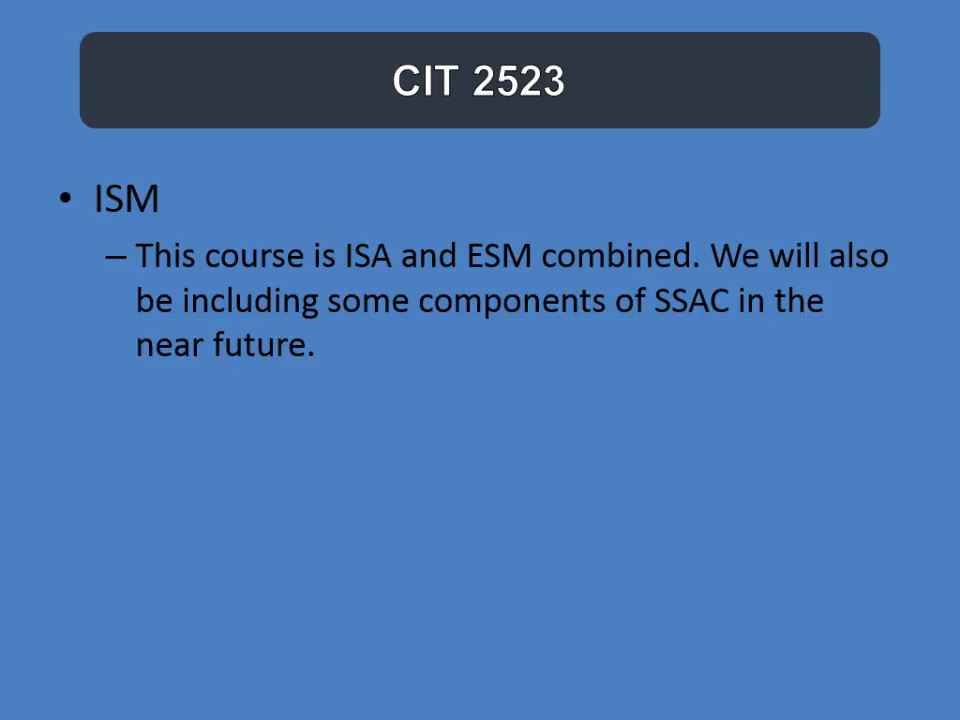 CIT 2523
• ISM
– This course is ISA and ESM combined. We will also
be including some components of SSAC in the
near future.